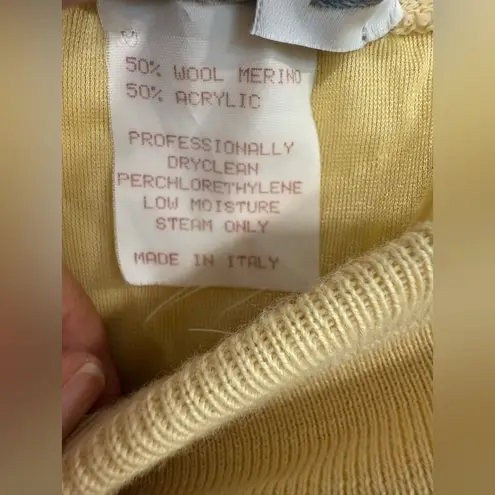 50% WOOL MERINO
50% ACRYLIC
PROFESSIONALLY
DRYCLEAN
PERCHLORETHYLENE
LOW MOISTURE
STEAM ONLY
MADE IN ITALY